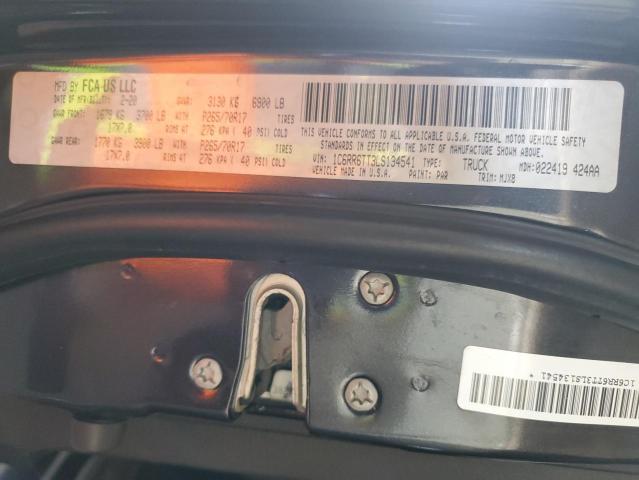 MFD BY FCA US LLC
DATE OF MFR 2-20 GVWR: 3130 KG 6900 LB
1678 KG 3700 LB P265/70R17 TIRES
17X7.0 RIMS AT 276 KPA ( 40 PSI) COLD
GAWR REAR: 1770 KG 3900 LB P265/70R17 TIRES
17X7.0 RIMS AT 276 KPA ( 40 PSI) COLD
THIS VEHICLE CONFORMS TO ALL APPLICABLE U.S.A. FEDERAL MOTOR VEHICLE SAFETY
STANDARDS IN EFFECT ON THE DATE OF MANUFACTURE SHOWN ABOVE.
VIN: 1C6RR6TT3LS134541 TYPE: TRUCK MDH:022419 424AA
VEHICLE MADE IN U.S.A. PAINT: PAR TRIM: MJX8
1C6RR6TT3LS134541 *